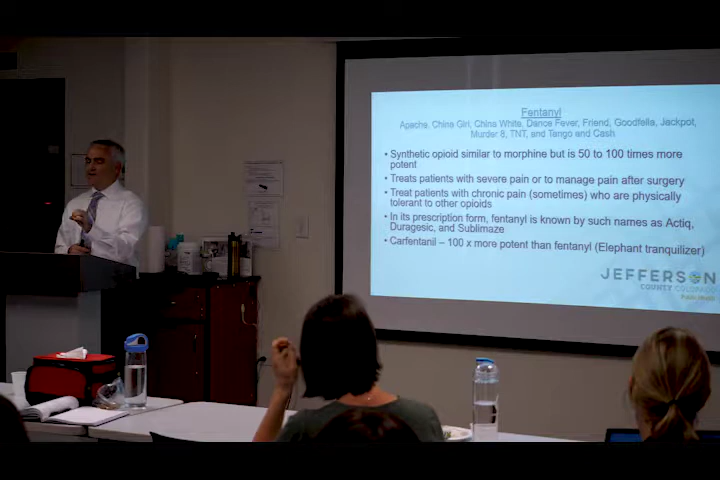 Fentanyl
Apache, China Girl, China White, Dance Fever, Friend, Goodfella, Jackpot,
Murder 8, TNT, and Tango and Cash
• Synthetic opioid similar to morphine but is 50 to 100 times more
potent
• Treats patients with severe pain or to manage pain after surgery
• Treat patients with chronic pain (sometimes) who are physically
tolerant to other opioids
• In its prescription form, fentanyl is known by such names as Actiq,
Duragesic, and Sublimaze
• Carfentanil – 100 x more potent than fentanyl (Elephant tranquilizer)
JEFFERSON
COUNTY COLORADO
Public Health